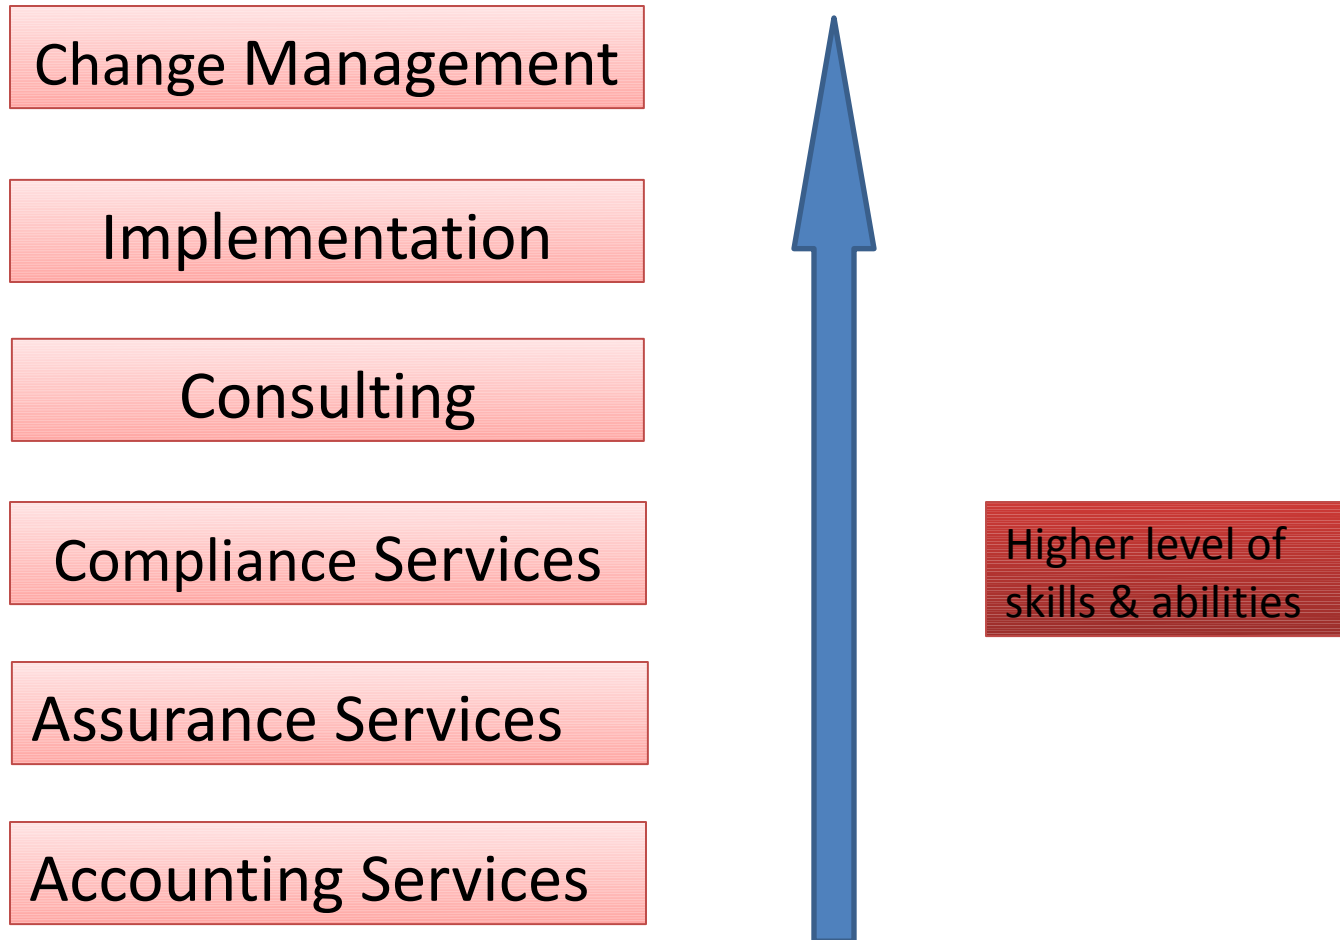 Change Management
Implementation
Consulting
Compliance Services
Higher level of
skills & abilities
Assurance Services
Accounting Services